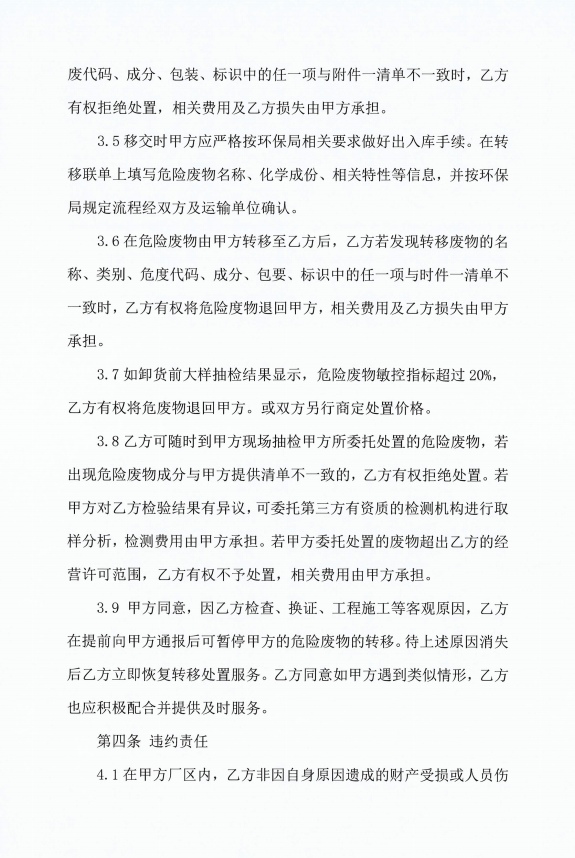 废代码、成分、包装、标识中的任一项与附件一清单不一致时，乙方
有权拒绝处置，相关费用及乙方损失由甲方承担。
3.5 移交时甲方应严格按环保局相关要求做好出入库手续。在转
移联单上填写危险废物名称、化学成份、相关特性等信息，并按环保
局规定流程经双方及运输单位确认。
3.6 在危险废物由甲方转移至乙方后，乙方若发现转移废物的名
称、类别、危度代码、成分、包要、标识中的任一项与时件一清单不
一致时，乙方有权将危险度物退回甲方，相关费用及乙方损失由甲方
承担。
3.7 如卸货前大样抽检结果显示，危险废物敏控指标超过 20%，
乙方有权将危废物退回甲方。或双方另行商定处置价格。
3.8 乙方可随时到甲方现场抽检甲方所委托处置的危险废物，若
出现危险废物成分与甲方提供清单不一致的，乙方有权拒绝处置。若
甲方对乙方检验结果有异议，可委托第三方有资质的检测机构进行取
样分析，检测费用由甲方承担。若甲方委托处置的废物超出乙方的经
营许可范围，乙方有权不予处置，相关费用由甲方承担。
3.9 甲方同意，因乙方检查、换证、工程施工等客观原因，乙方
在提前向甲方通报后可暂停甲方的危险废物的转移。待上述原因消失
后乙方立即恢复转移处置服务。乙方同意如甲方遇到类似情形，乙方
也应积极配合并提供及时服务。
第四条 违约责任
4.1 在甲方厂区内，乙方非因自身原因遗成的财产受损或人员伤